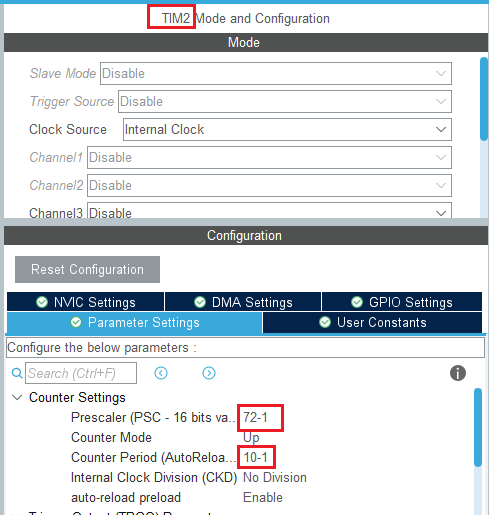 TIM2 Mode and Configuration
Mode
Slave Mode Disable
Trigger Source Disable
Clock Source Internal Clock
Channel1 Disable
Channel2 Disable
Channel3 Disable
Configuration
Reset Configuration
NVIC Settings DMA Settings GPIO Settings
Parameter Settings User Constants
Configure the below parameters :
Search (Ctrl+F)
Counter Settings
Prescaler (PSC - 16 bits va... 72-1
Counter Mode Up
Counter Period (AutoReloa... 10-1
Internal Clock Division (CKD) No Division
auto-reload preload Enable